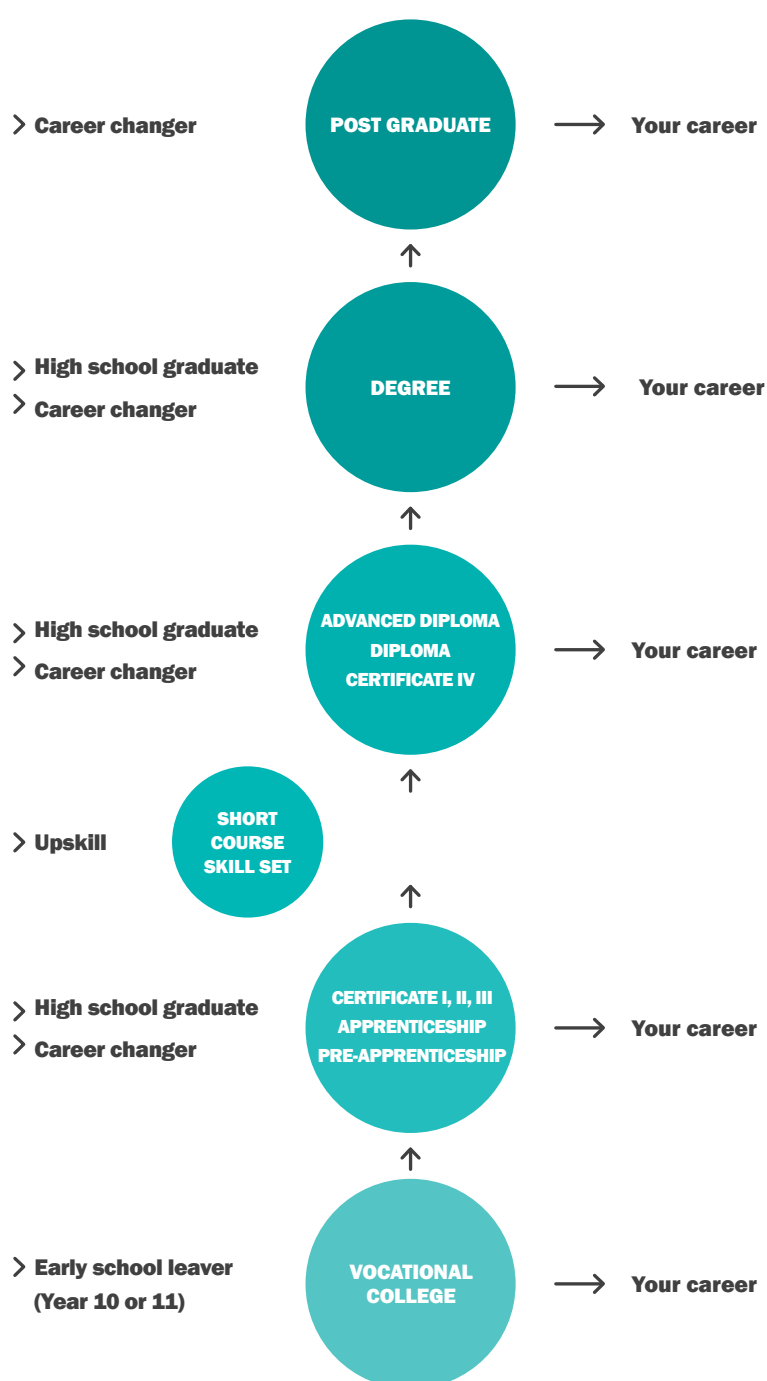 Career changer
POST GRADUATE
Your career
High school graduate
Career changer
DEGREE
Your career
High school graduate
Career changer
ADVANCED DIPLOMA
DIPLOMA
CERTIFICATE IV
Your career
Upskill
SHORT
COURSE
SKILL SET
High school graduate
Career changer
CERTIFICATE I, II, III
APPRENTICESHIP
PRE-APPRENTICESHIP
Your career
Early school leaver
(Year 10 or 11)
VOCATIONAL
COLLEGE
Your career